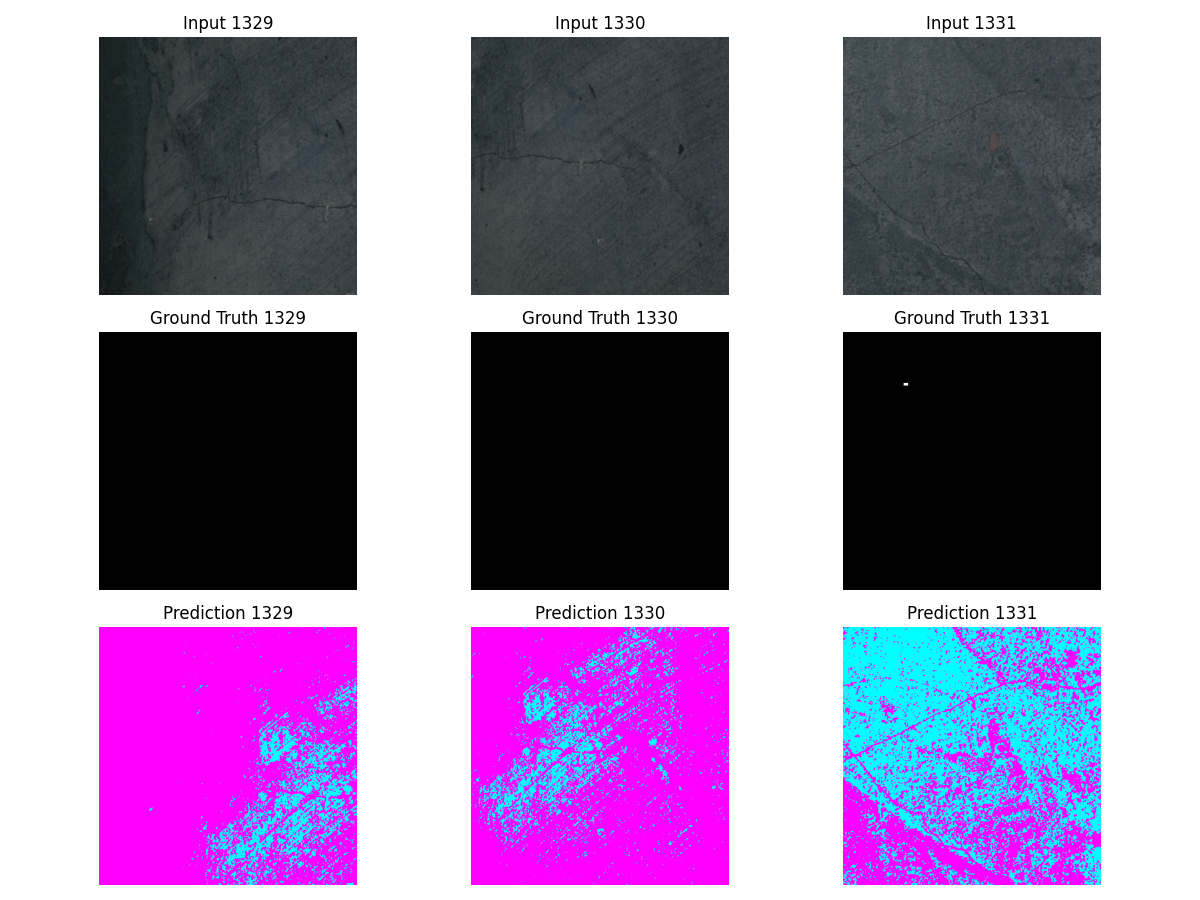 Input 1329
Input 1330
Input 1331
Ground Truth 1329
Ground Truth 1330
Ground Truth 1331
Prediction 1329
Prediction 1330
Prediction 1331